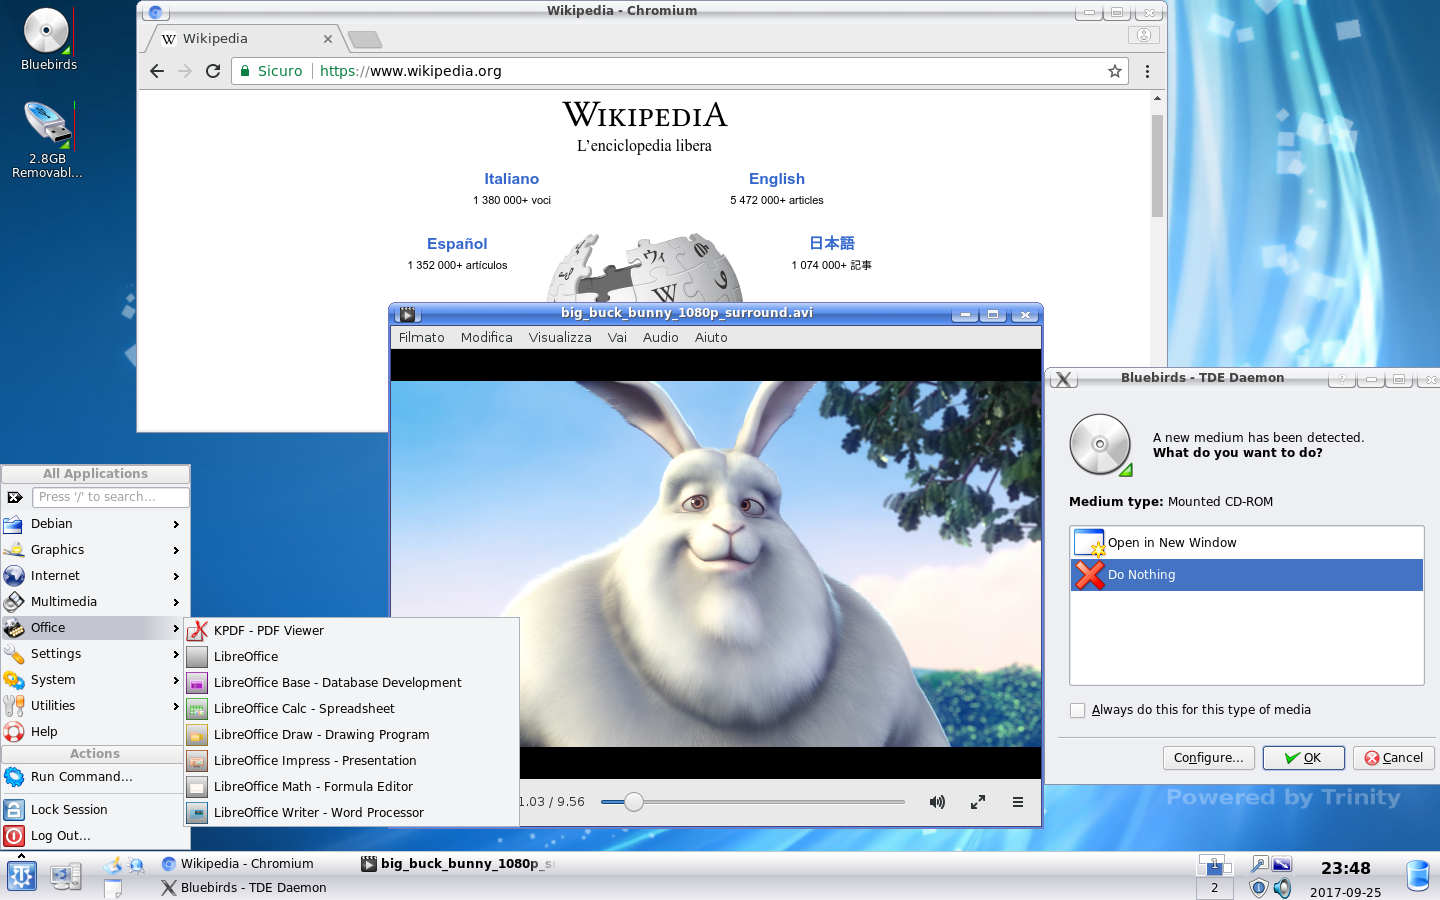 Bluebirds
2.8GB
Removabl...
Wikipedia - Chromium
Wikipedia
Sicuro
https://www.wikipedia.org
WIKIPEDIA
L'enciclopedia libera
Italiano
1 380 000+ voci
English
5 472 000+ articles
Español
1 352 000+ artículos
日本語
1 074 000+ 記事
big_buck_bunny_1080p_surround.avi
Filmato Modifica Visualizza Vai Audio Aiuto
1.03 / 9.56
Bluebirds - TDE Daemon
A new medium has been detected.
What do you want to do?
Medium type: Mounted CD-ROM
Open in New Window
Do Nothing
Always do this for this type of media
Configure...
OK
Cancel
Powered by Trinity
All Applications
Press '/' to search...
Debian
Graphics
Internet
Multimedia
Office
Settings
System
Utilities
Help
Actions
Run Command...
Lock Session
Log Out...
KPDF - PDF Viewer
LibreOffice
LibreOffice Base - Database Development
LibreOffice Calc - Spreadsheet
LibreOffice Draw - Drawing Program
LibreOffice Impress - Presentation
LibreOffice Math - Formula Editor
LibreOffice Writer - Word Processor
Wikipedia - Chromium
big_buck_bunny_1080p_s
Bluebirds - TDE Daemon
1
2
23:48
2017-09-25